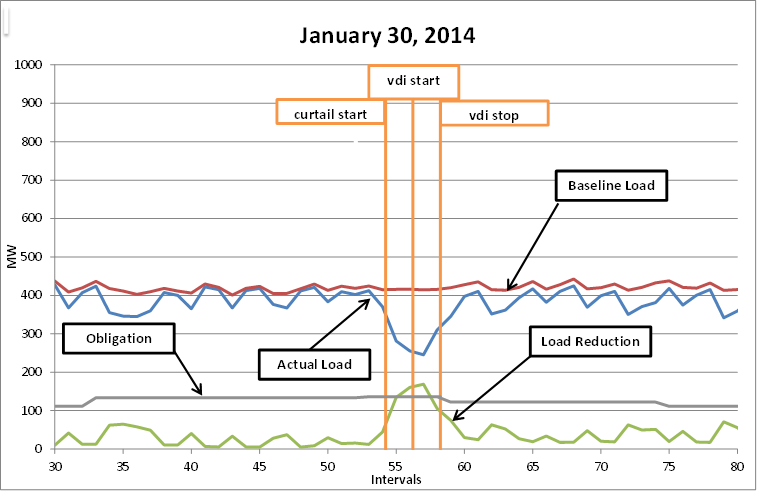 January 30, 2014
1000
900
800
700
600
500
400
300
200
100
0
MW
vdi start
curtail start
vdi stop
Baseline Load
Obligation
Actual Load
Load Reduction
30 35 40 45 50 55 60 65 70 75 80
Intervals